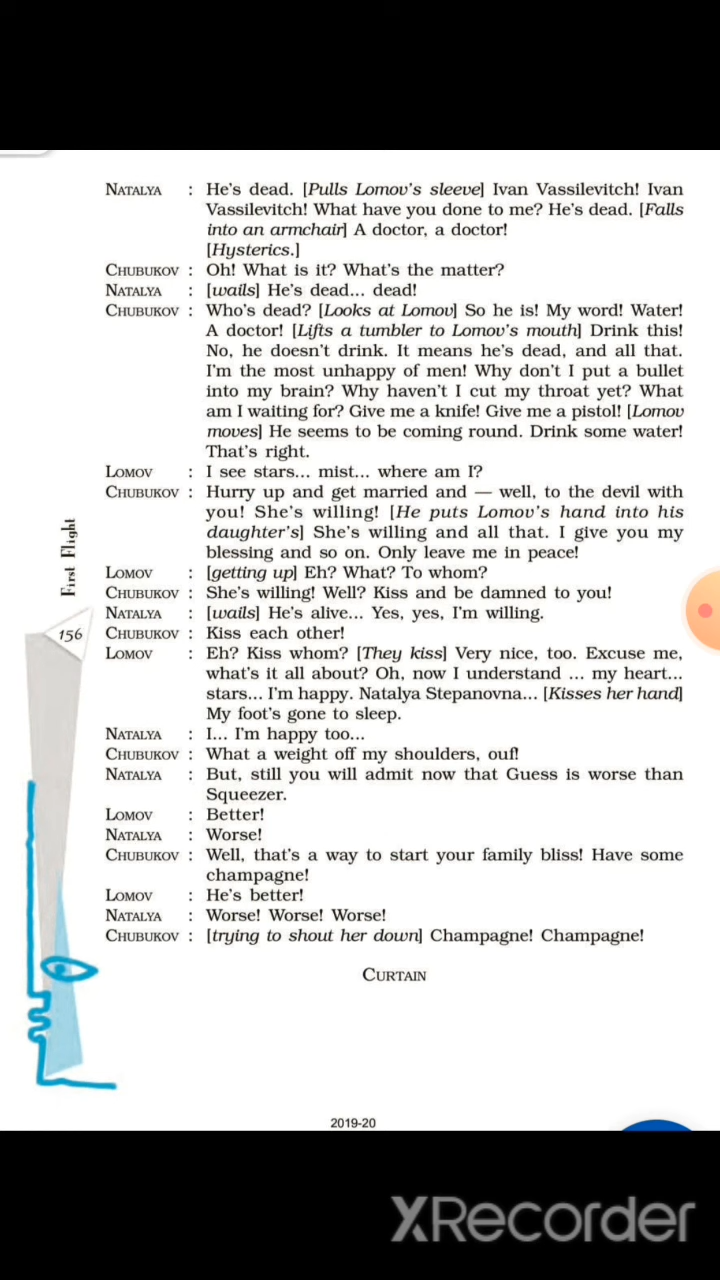 NATALYA : He's dead. [Pulls Lomov's sleeve] Ivan Vassilevitch! Ivan
Vassilevitch! What have you done to me? He's dead. [Falls
into an armchair] A doctor, a doctor!
[Hysterics.]
CHUBUKOV : Oh! What is it? What's the matter?
NATALYA : [wails] He's dead... dead!
CHUBUKOV : Who's dead? [Looks at Lomov] So he is! My word! Water!
A doctor! [Lifts a tumbler to Lomov's mouth] Drink this!
No, he doesn't drink. It means he's dead, and all that.
I'm the most unhappy of men! Why don't I put a bullet
into my brain? Why haven't I cut my throat yet? What
am I waiting for? Give me a knife! Give me a pistol! [Lomov
moves] He seems to be coming round. Drink some water!
That's right.
LOMOV : I see stars... mist... where am I?
CHUBUKOV : Hurry up and get married and — well, to the devil with
you! She's willing! [He puts Lomov's hand into his
daughter's] She's willing and all that. I give you my
blessing and so on. Only leave me in peace!
LOMOV : [getting up] Eh? What? To whom?
CHUBUKOV : She's willing! Well? Kiss and be damned to you!
NATALYA : [wails] He's alive... Yes, yes, I'm willing.
CHUBUKOV : Kiss each other!
LOMOV : Eh? Kiss whom? [They kiss] Very nice, too. Excuse me,
what's it all about? Oh, now I understand ... my heart...
stars... I'm happy. Natalya Stepanovna... [Kisses her hand]
My foot's gone to sleep.
NATALYA : I... I'm happy too...
CHUBUKOV : What a weight off my shoulders, ouf!
NATALYA : But, still you will admit now that Guess is worse than
Squeezer.
LOMOV : Better!
NATALYA : Worse!
CHUBUKOV : Well, that's a way to start your family bliss! Have some
champagne!
LOMOV : He's better!
NATALYA : Worse! Worse! Worse!
CHUBUKOV : [trying to shout her down] Champagne! Champagne!
CURTAIN
First Flight
156
2019-20
XRecorder